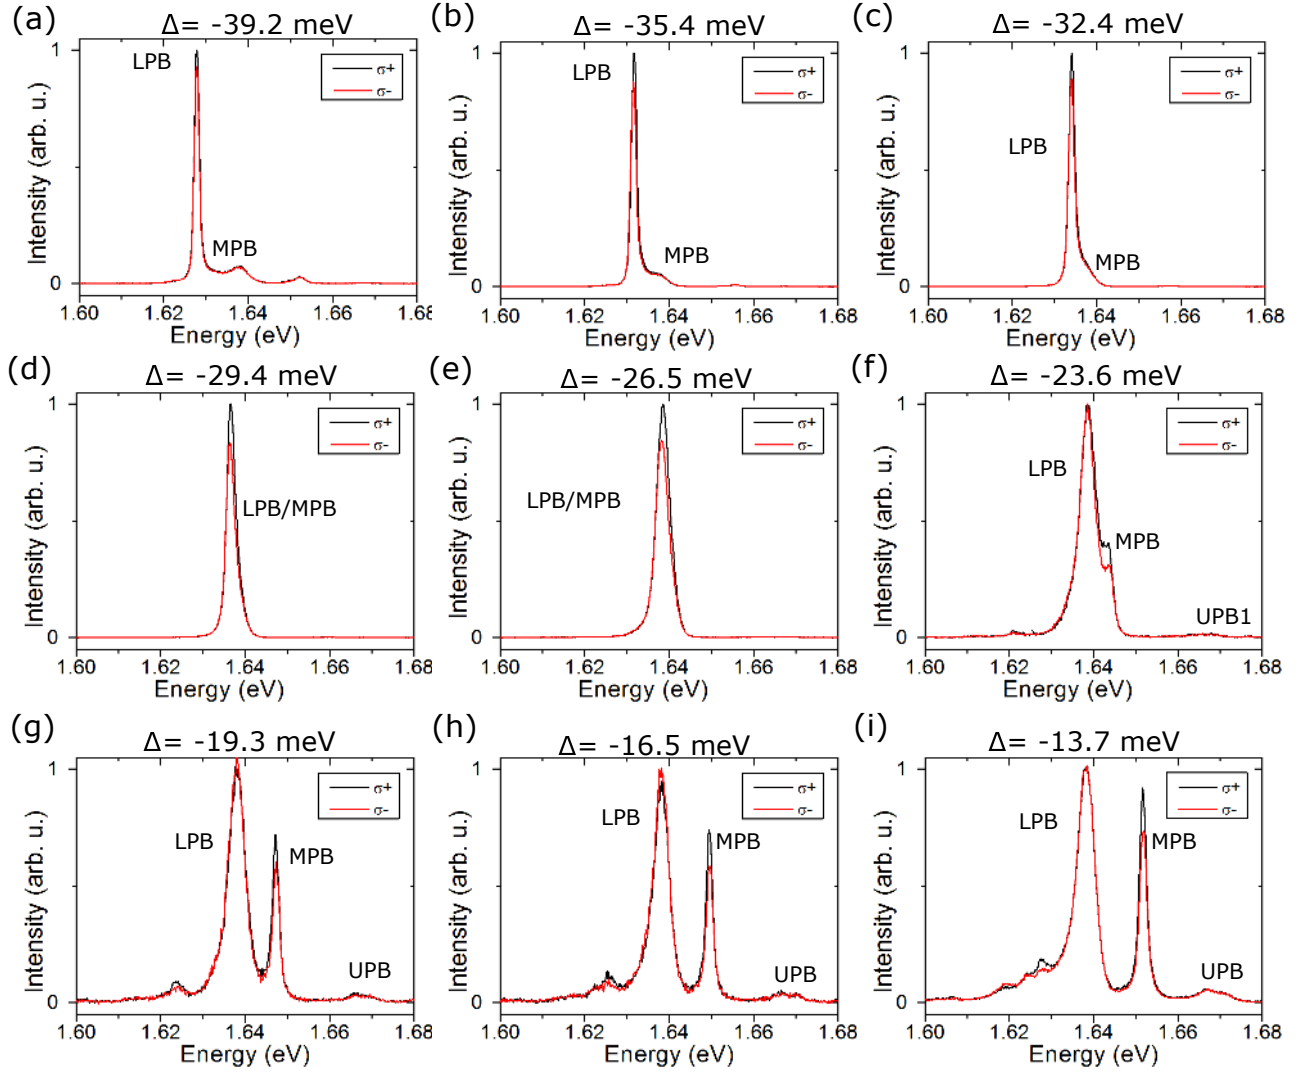 (a) Δ= -39.2 meV
1
LPB
σ+
σ-
MPB
0
Intensity (arb. u.)
1.60 1.62 1.64 1.66 1.68
Energy (eV)
(b) Δ= -35.4 meV
1
LPB
σ+
σ-
MPB
0
Intensity (arb. u.)
1.60 1.62 1.64 1.66 1.68
Energy (eV)
(c) Δ= -32.4 meV
1
σ+
σ-
LPB
MPB
0
Intensity (arb. u.)
1.60 1.62 1.64 1.66 1.68
Energy (eV)
(d) Δ= -29.4 meV
1
σ+
σ-
LPB/MPB
0
Intensity (arb. u.)
1.60 1.62 1.64 1.66 1.68
Energy (eV)
(e) Δ= -26.5 meV
1
σ+
σ-
LPB/MPB
0
Intensity (arb. u.)
1.60 1.62 1.64 1.66 1.68
Energy (eV)
(f) Δ= -23.6 meV
1
σ+
σ-
LPB
MPB
UPB1
0
Intensity (arb. u.)
1.60 1.62 1.64 1.66 1.68
Energy (eV)
(g) Δ= -19.3 meV
1
σ+
σ-
LPB
MPB
UPB
0
Intensity (arb. u.)
1.60 1.62 1.64 1.66 1.68
Energy (eV)
(h) Δ= -16.5 meV
1
σ+
σ-
LPB
MPB
UPB
0
Intensity (arb. u.)
1.60 1.62 1.64 1.66 1.68
Energy (eV)
(i) Δ= -13.7 meV
1
σ+
σ-
LPB
MPB
UPB
0
Intensity (arb. u.)
1.60 1.62 1.64 1.66 1.68
Energy (eV)